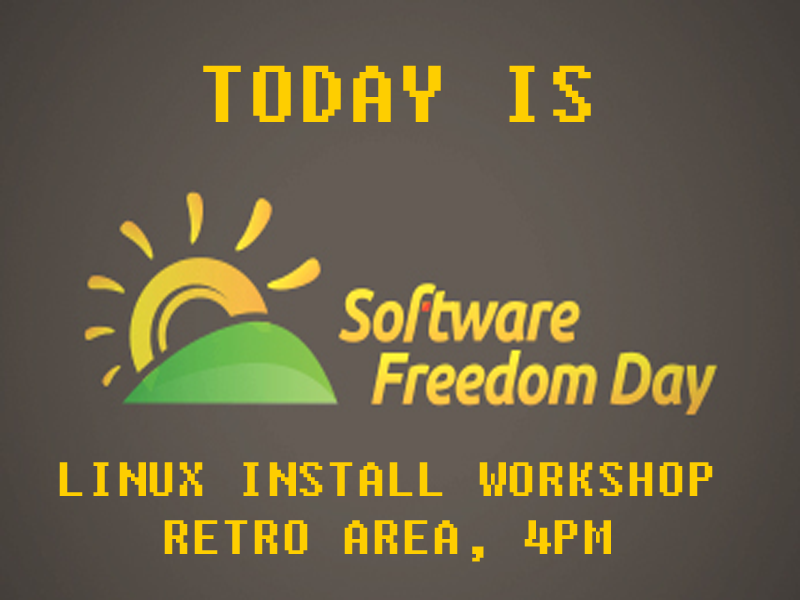 TODAY IS
Software
Freedom Day
LINUX INSTALL WORKSHOP
RETRO AREA, 4PM